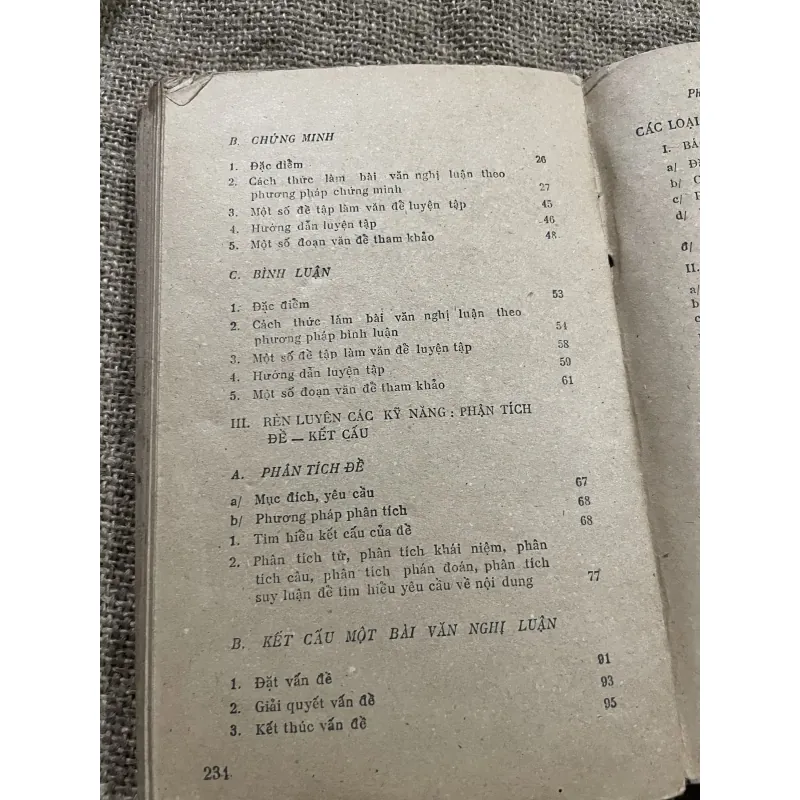 B. CHỨNG MINH
1. Đặc điểm 26
2. Cách thức làm bài văn nghị luận theo
phương pháp chứng minh 27
3. Một số đề tập làm văn để luyện tập 45
4. Hướng dẫn luyện tập 46
5. Một số đoạn văn để tham khảo 48
C. BÌNH LUẬN
1. Đặc điểm 53
2. Cách thức làm bài văn nghị luận theo
phương pháp bình luận 54
3. Một số đề tập làm văn để luyện tập 58
4. Hướng dẫn luyện tập 59
5. Một số đoạn văn để tham khảo 61
III. RÈN LUYỆN CÁC KỸ NĂNG : PHÂN TÍCH
ĐỀ — KẾT CẤU
A. PHÂN TÍCH ĐỀ
a/ Mục đích, yêu cầu 67
b/ Phương pháp phân tích 68
1. Tìm hiểu kết cấu của đề 68
2. Phân tích từ, phân tích khái niệm, phân
tích câu, phân tích phán đoán, phân tích
suy luận để tìm hiểu yêu cầu về nội dung 77
B. KẾT CẤU MỘT BÀI VĂN NGHỊ LUẬN
1. Đặt vấn đề 91
2. Giải quyết vấn đề 93
3. Kết thúc vấn đề 95
234
Ph
CÁC LOẠI
I. BÀ
a/ Đ
b/ C
c/
d/
đ/
II.
a/
b
c